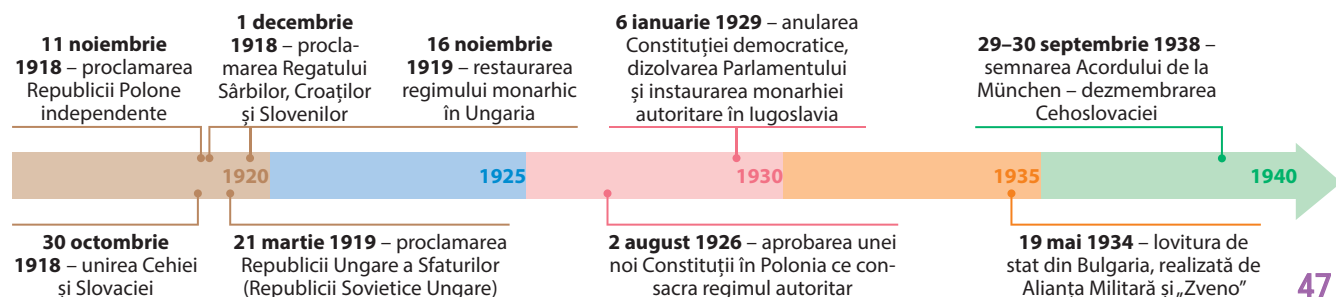 11 noiembrie
1918 – proclamarea
Republicii Polone
independente
1 decembrie
1918 – procla-
marea Regatului
Sârbilor, Croaților
și Slovenilor
16 noiembrie
1919 – restaurarea
regimului monarhic
în Ungaria
6 ianuarie 1929 – anularea
Constituției democratice,
dizolvarea Parlamentului
și instaurarea monarhiei
autoritare în Iugoslavia
29–30 septembrie 1938 –
semnarea Acordului de la
München – dezmembrarea
Cehoslovaciei
1920
1925
1930
1935
1940
30 octombrie
1918 – unirea Cehiei
și Slovaciei
21 martie 1919 – proclamarea
Republicii Ungare a Sfaturilor
(Republicii Sovietice Ungare)
2 august 1926 – aprobarea unei
noi Constituții în Polonia ce con-
sacra regimul autoritar
19 mai 1934 – lovitura de
stat din Bulgaria, realizată de
Alianța Militară și „Zveno”
47